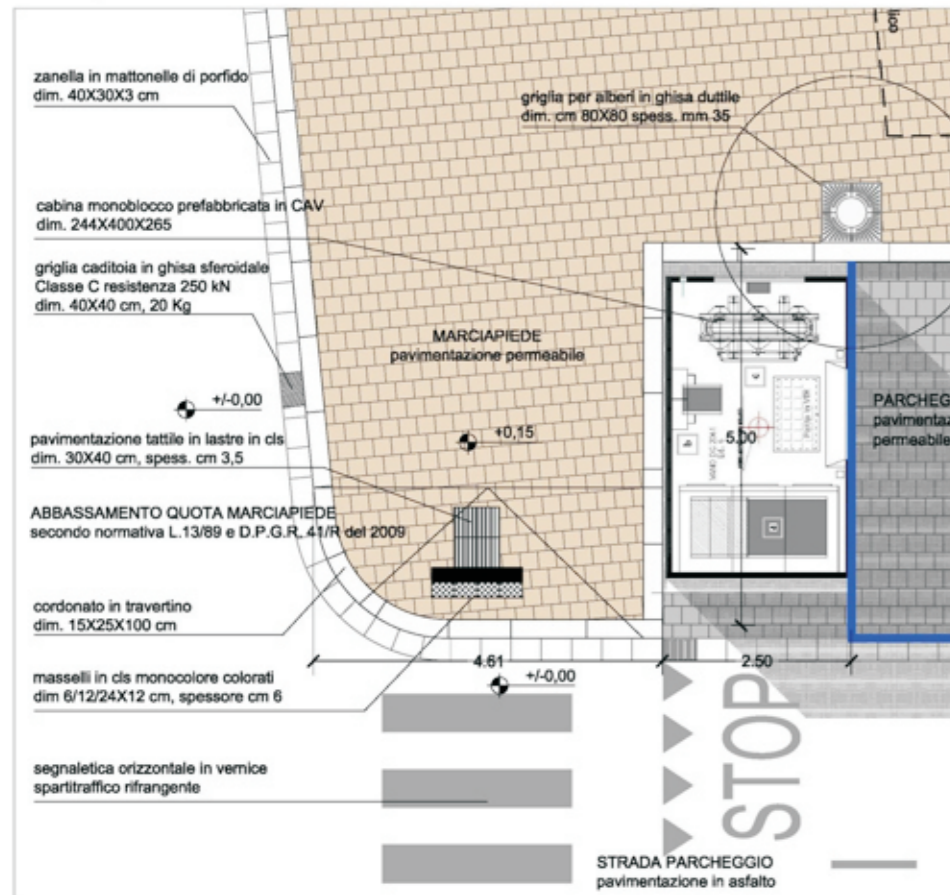 zanella in mattonelle di porfido
dim. 40X30X3 cm
griglia per alberi in ghisa duttile
dim. cm 80X80 spess. mm 35
cabina monoblocco prefabbricata in CAV
dim. 244X400X265
griglia caditoia in ghisa sferoidale
Classe C resistenza 250 kN
dim. 40X40 cm, 20 Kg
MARCIAPIEDE
pavimentazione permeabile
+/-0,00
+0,15
5.00
PARCHEG
pavimentaz
permeabile
pavimentazione tattile in lastre in cls
dim. 30X40 cm, spess. cm 3,5
ABBASSAMENTO QUOTA MARCIAPIEDE
secondo normativa L.13/89 e D.P.G.R. 41/R del 2009
cordonato in travertino
dim. 15X25X100 cm
4.61
2.50
+/-0,00
masselli in cls monocolore colorati
dim 6/12/24X12 cm, spessore cm 6
STOP
segnaletica orizzontale in vernice
spartitraffico rifrangente
STRADA PARCHEGGIO
pavimentazione in asfalto